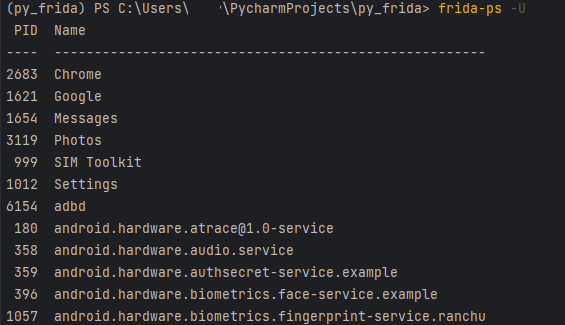 (py_frida) PS C:\Users\ \PycharmProjects\py_frida> frida-ps -U
 PID  Name
----  ------------------------------------------------------
2683  Chrome
1621  Google
1654  Messages
3119  Photos
 999  SIM Toolkit
1012  Settings
6154  adbd
 180  android.hardware.atrace@1.0-service
 358  android.hardware.audio.service
 359  android.hardware.authsecret-service.example
 396  android.hardware.biometrics.face-service.example
1057  android.hardware.biometrics.fingerprint-service.ranchu